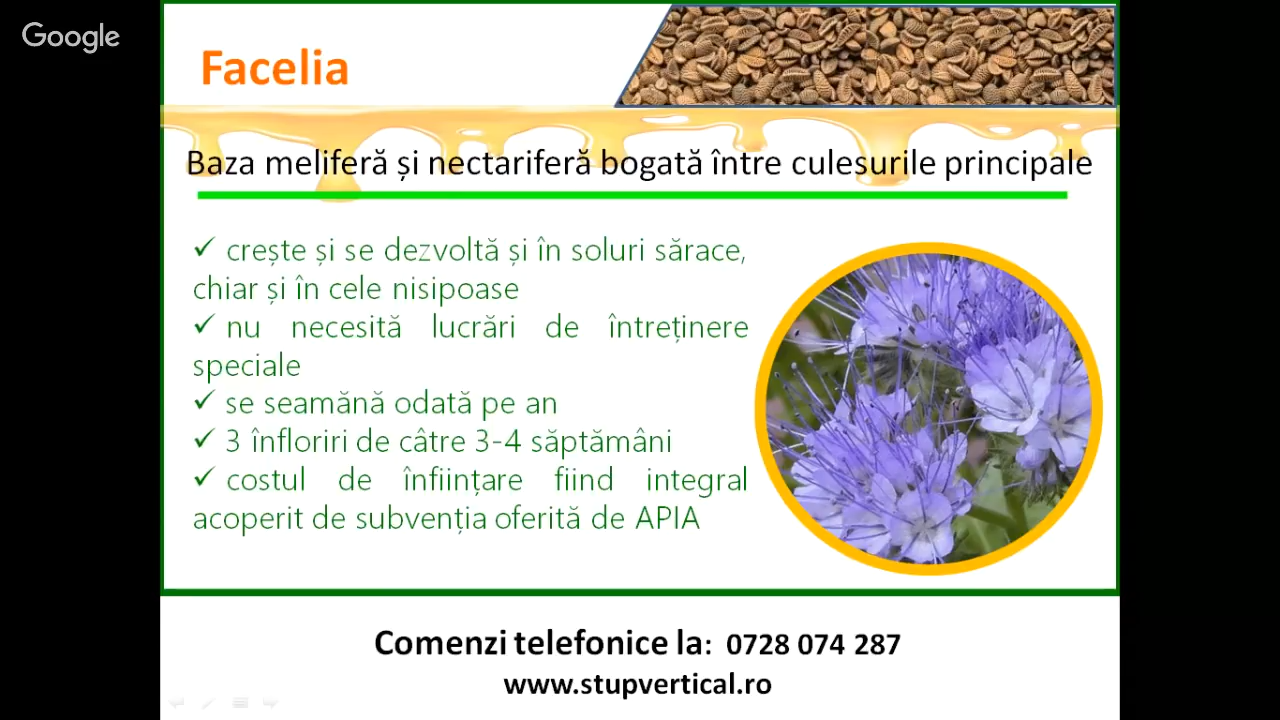 Google
Facelia
Baza meliferă și nectariferă bogată între culesurile principale
✓ crește și se dezvoltă și în soluri sărace,
chiar și în cele nisipoase
✓ nu necesită lucrări de întreținere
speciale
✓ se seamănă odată pe an
✓ 3 înfloriri de câtre 3-4 săptămâni
✓ costul de înființare fiind integral
acoperit de subvenția oferită de APIA
Comenzi telefonice la: 0728 074 287
www.stupvertical.ro